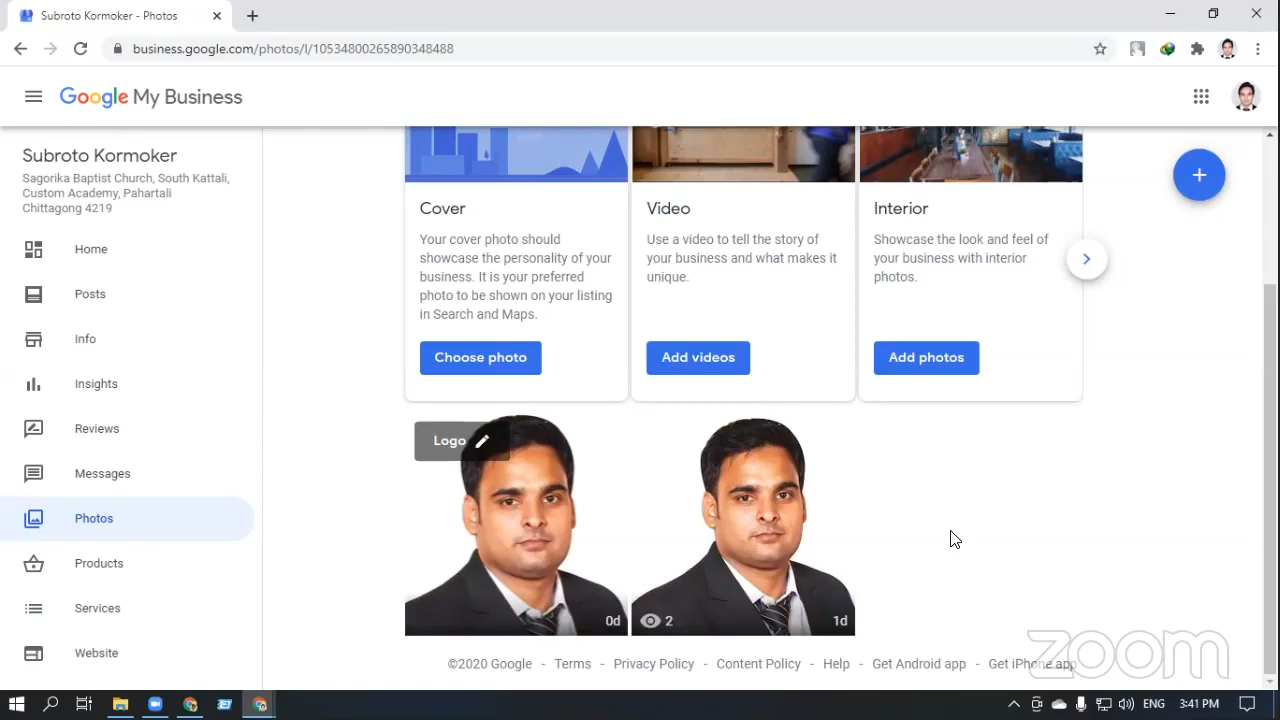 Subroto Kormoker - Photos
business.google.com/photos/l/10534800265890348488
Google My Business
Subroto Kormoker
Sagorika Baptist Church, South Kattali,
Custom Academy, Pahartali
Chittagong 4219
Home
Posts
Info
Insights
Reviews
Messages
Photos
Products
Services
Website
Cover
Your cover photo should
showcase the personality of your
business. It is your preferred
photo to be shown on your listing
in Search and Maps.
Choose photo
Video
Use a video to tell the story of
your business and what makes it
unique.
Add videos
Interior
Showcase the look and feel of
your business with interior
photos.
Add photos
Logo
0d
2
1d
©2020 Google - Terms - Privacy Policy - Content Policy - Help - Get Android app - Get iPhone app
zoom
ENG
3:41 PM